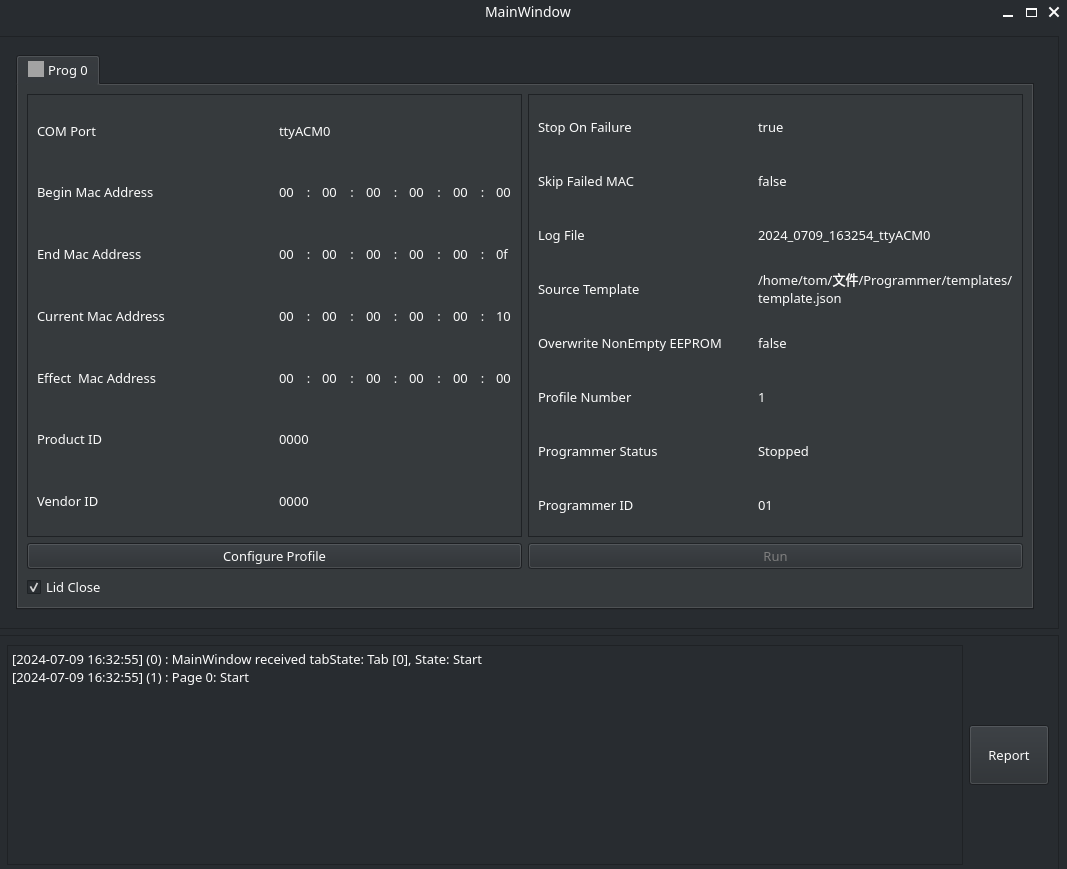 MainWindow
Prog 0
COM Port ttyACM0
Begin Mac Address 00 : 00 : 00 : 00 : 00 : 00
End Mac Address 00 : 00 : 00 : 00 : 00 : 0f
Current Mac Address 00 : 00 : 00 : 00 : 00 : 10
Effect  Mac Address 00 : 00 : 00 : 00 : 00 : 00
Product ID 0000
Vendor ID 0000
Stop On Failure true
Skip Failed MAC false
Log File 2024_0709_163254_ttyACM0
Source Template /home/tom/文件/Programmer/templates/
template.json
Overwrite NonEmpty EEPROM false
Profile Number 1
Programmer Status Stopped
Programmer ID 01
Configure Profile
Run
Lid Close
[2024-07-09 16:32:55] (0) : MainWindow received tabState: Tab [0], State: Start
[2024-07-09 16:32:55] (1) : Page 0: Start
Report